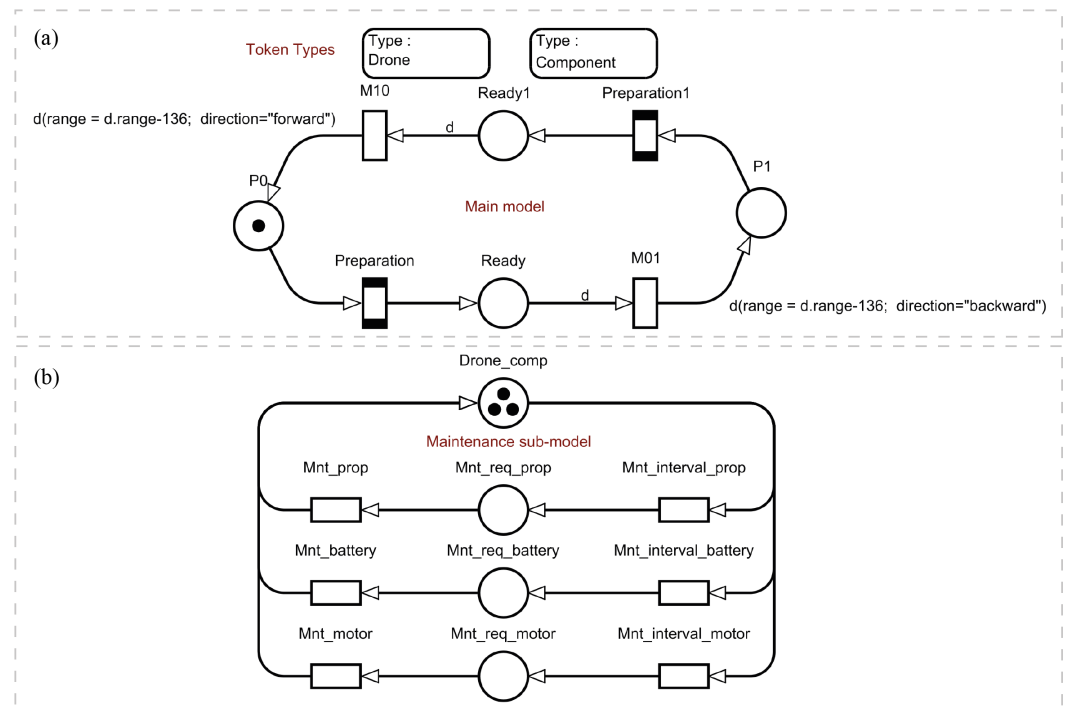 (a)
Token Types
Type :
Drone
Type :
Component
M10
Ready1
Preparation1
d(range = d.range-136;  direction="forward")
d
P0
P1
Main model
Preparation
Ready
M01
d
d(range = d.range-136;  direction="backward")
(b)
Drone_comp
Maintenance sub-model
Mnt_prop
Mnt_req_prop
Mnt_interval_prop
Mnt_battery
Mnt_req_battery
Mnt_interval_battery
Mnt_motor
Mnt_req_motor
Mnt_interval_motor